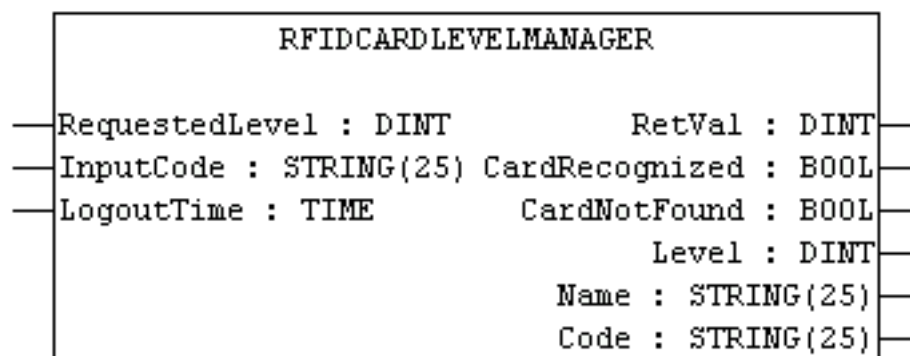 RFIDCARDLEVELMANAGER
RequestedLevel : DINT RetVal : DINT
InputCode : STRING(25) CardRecognized : BOOL
LogoutTime : TIME CardNotFound : BOOL
Level : DINT
Name : STRING(25)
Code : STRING(25)